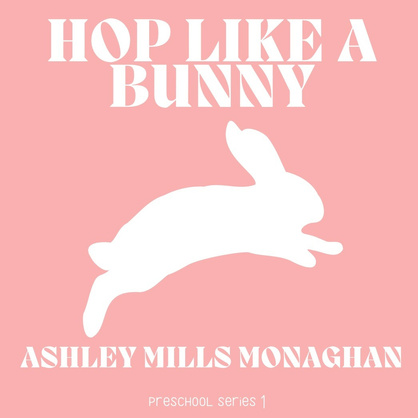 HOP LIKE A
BUNNY
ASHLEY MILLS MONAGHAN
preschool series 1